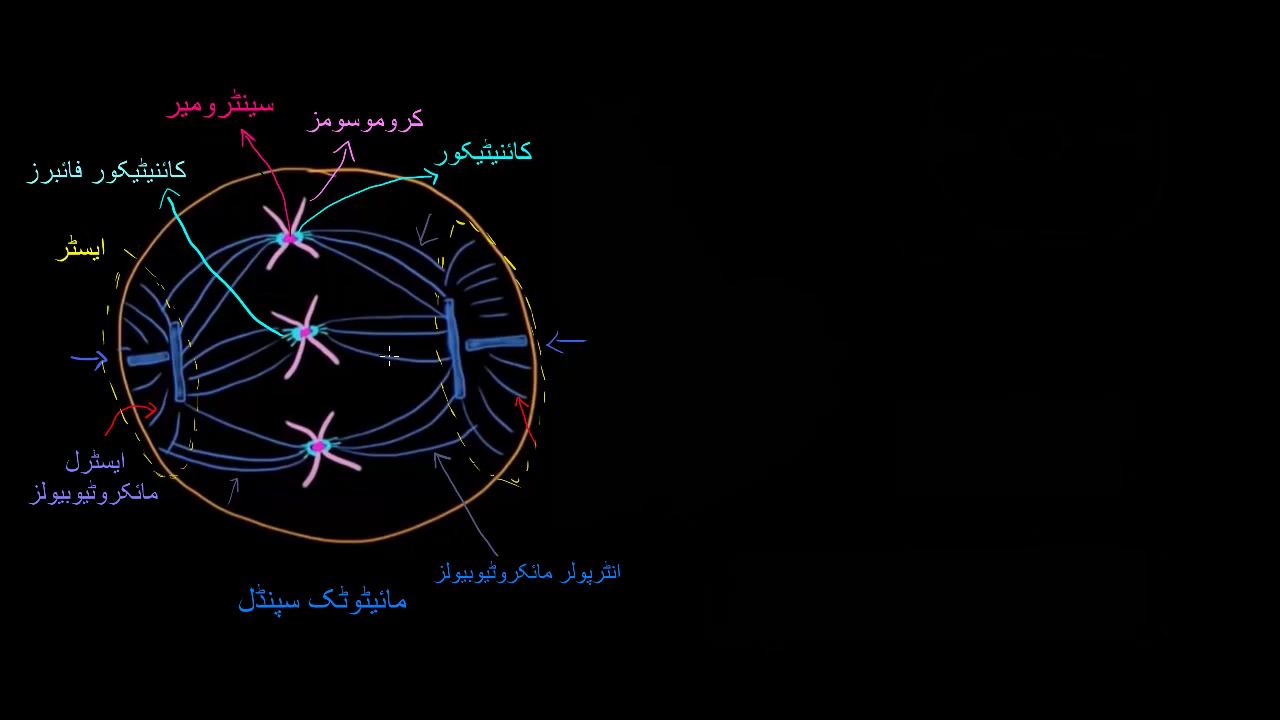 سینٹرومیر
کروموسومز
کائنیٹیکور
کائنیٹیکور فائبرز
ایسٹر
ایسٹرل
مائکروٹیوبیولز
انٹرپولر مائکروٹیوبیولز
مائیٹوٹک سپنڈل